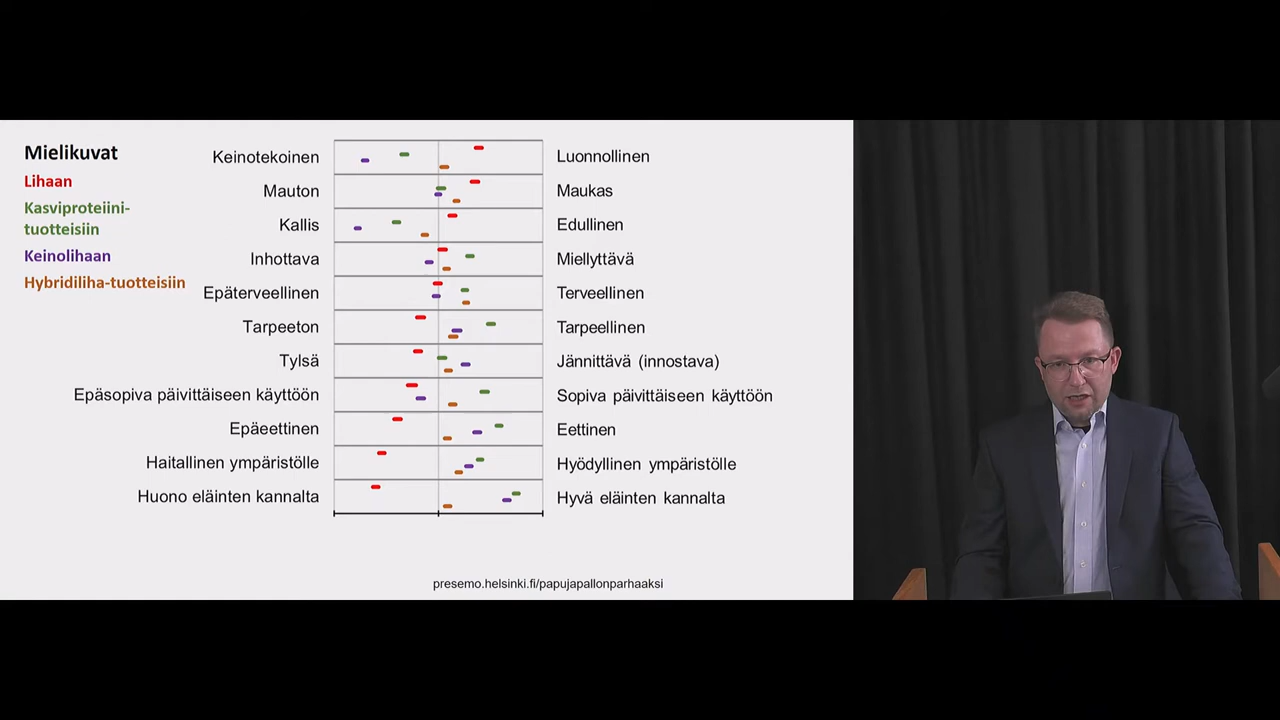 Mielikuvat
Lihaan
Kasviproteiini-
tuotteisiin
Keinolihaan
Hybridiliha-tuotteisiin
Keinotekoinen Luonnollinen
Mauton Maukas
Kallis Edullinen
Inhottava Miellyttävä
Epäterveellinen Terveellinen
Tarpeeton Tarpeellinen
Tylsä Jännittävä (innostava)
Epäsopiva päivittäiseen käyttöön Sopiva päivittäiseen käyttöön
Epäeettinen Eettinen
Haitallinen ympäristölle Hyödyllinen ympäristölle
Huono eläinten kannalta Hyvä eläinten kannalta
presemo.helsinki.fi/papujapallonparhaaksi